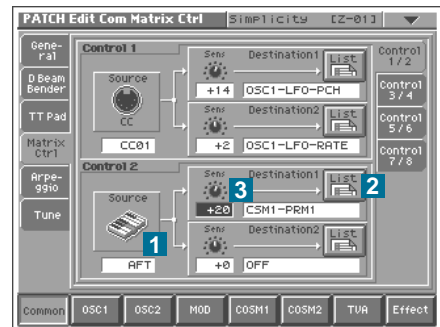 PATCH Edit Com Matrix Ctrl Simplicity [Z-01]
Gene-
ral
D Beam
Bender
TT Pad
Matrix
Ctrl
Arpe-
ggio
Tune
Control 1
Source
CC
CC01
Sens Destination1 List
+14 OSC1-LFO-PCH
Sens Destination2 List
+2 OSC1-LFO-RATE
Control 2
Source
1
AFT
Sens Destination1 List
3 2
+20 CSM1-PRM1
Sens Destination2 List
+0 OFF
Control
1/2
Control
3/4
Control
5/6
Control
7/8
Common OSC1 OSC2 MOD COSM1 COSM2 TVA Effect